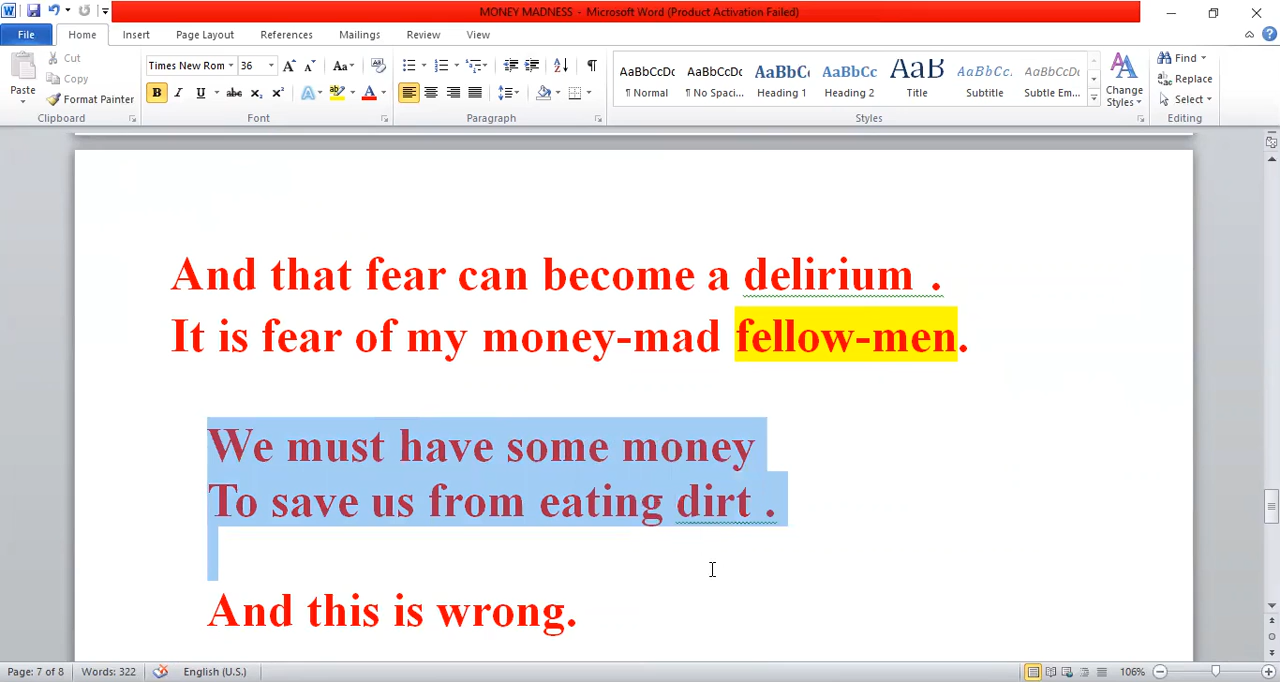 MONEY MADNESS - Microsoft Word (Product Activation Failed)
File Home Insert Page Layout References Mailings Review View
Paste
Cut
Copy
Format Painter
Clipboard
Times New Rom 36
Font
Paragraph
AaBbCcDc AaBbCcDc AaBbC AaBbCc AaB AaBbCc. AaBbCcDc
¶ Normal ¶ No Spaci... Heading 1 Heading 2 Title Subtitle Subtle Em...
Change Styles
Styles
Find
Replace
Select
Editing
And that fear can become a delirium .
It is fear of my money-mad fellow-men.
We must have some money
To save us from eating dirt .
And this is wrong.
Page: 7 of 8 Words: 322 English (U.S.) 106%